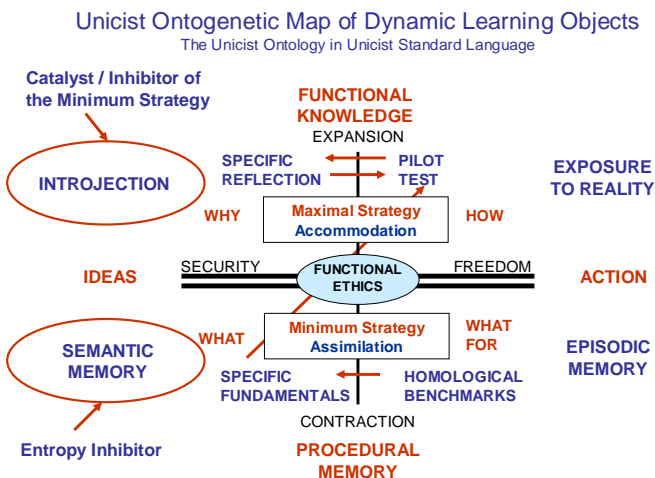 Unicist Ontogenetic Map of Dynamic Learning Objects
The Unicist Ontology in Unicist Standard Language
Catalyst / Inhibitor of
the Minimum Strategy
FUNCTIONAL
KNOWLEDGE
EXPANSION
INTROJECTION
SPECIFIC
REFLECTION
PILOT
TEST
EXPOSURE
TO REALITY
WHY
Maximal Strategy
Accommodation
HOW
IDEAS
SECURITY
FUNCTIONAL
ETHICS
FREEDOM
ACTION
WHAT
Minimum Strategy
Assimilation
WHAT
FOR
SEMANTIC
MEMORY
EPISODIC
MEMORY
SPECIFIC
FUNDAMENTALS
HOMOLOGICAL
BENCHMARKS
CONTRACTION
Entropy Inhibitor
PROCEDURAL
MEMORY